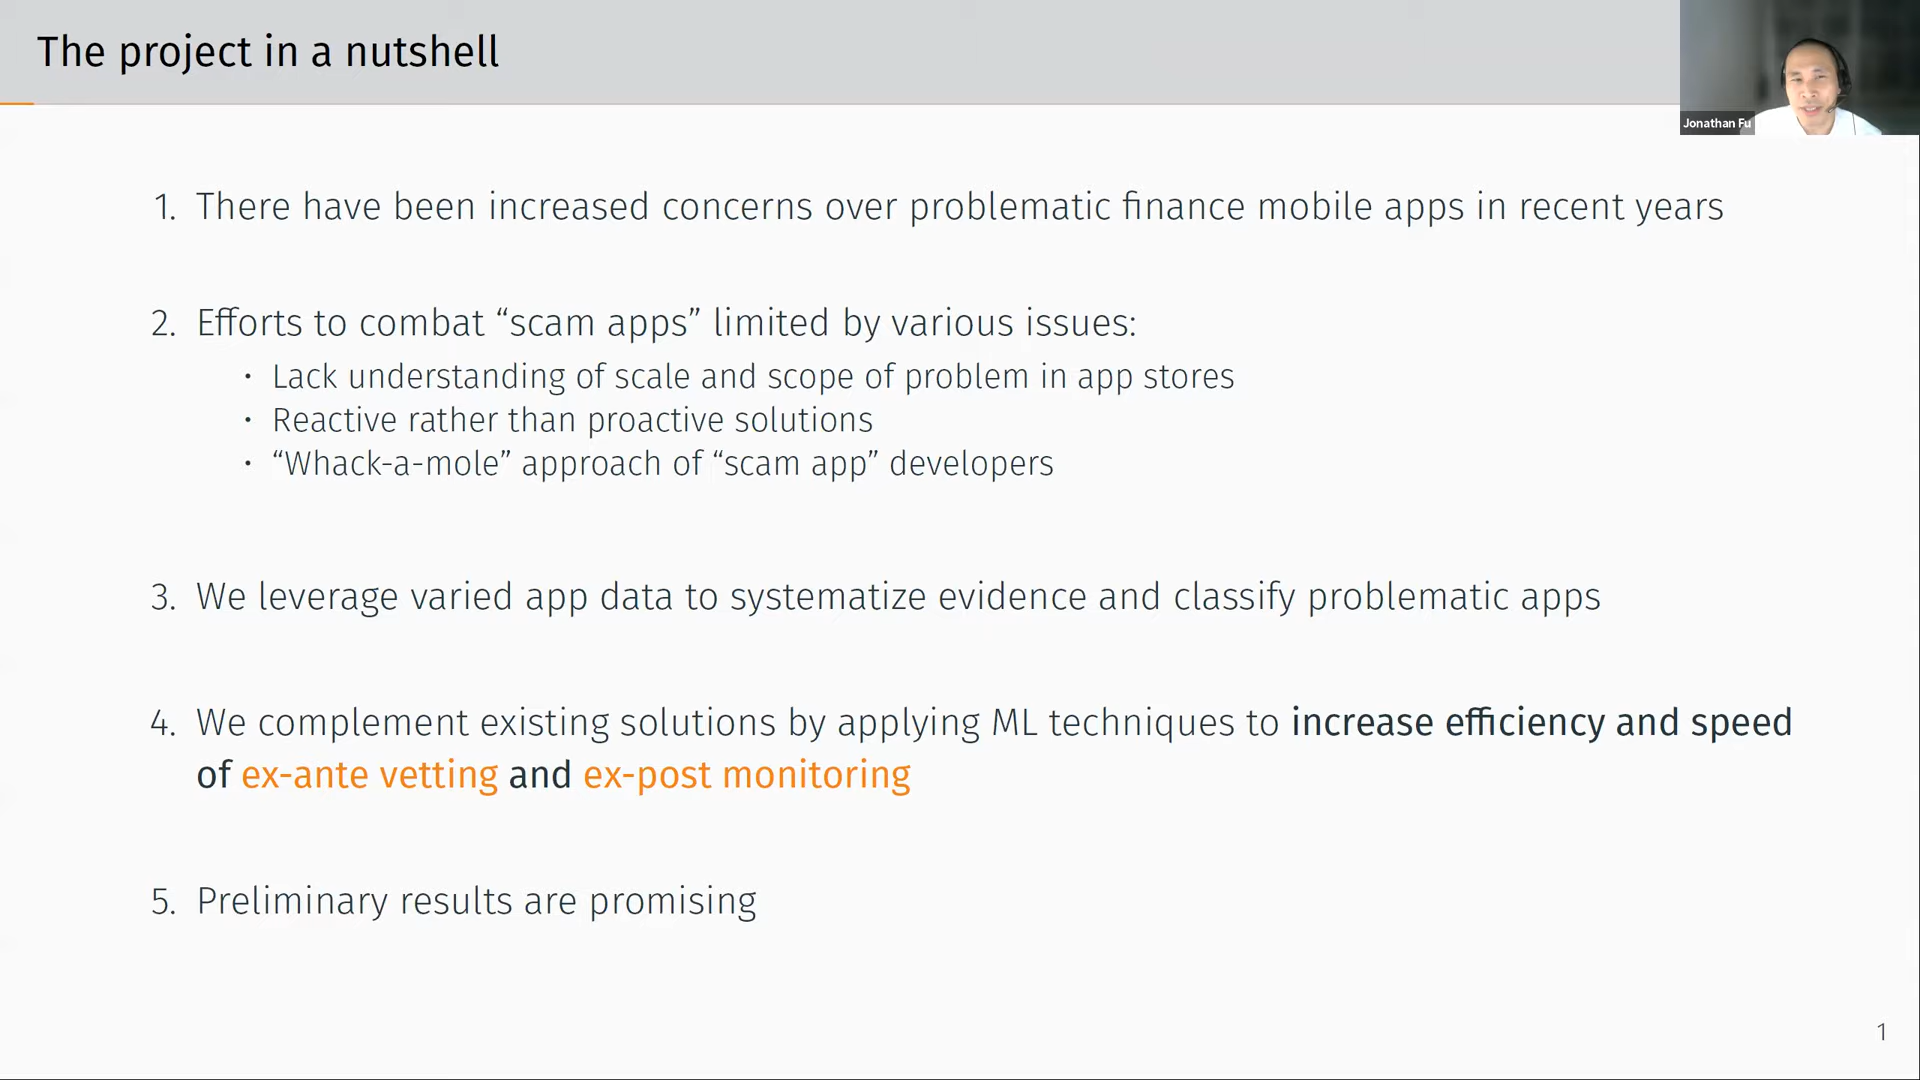 The project in a nutshell
Jonathan Fu
1. There have been increased concerns over problematic finance mobile apps in recent years
2. Efforts to combat “scam apps” limited by various issues:
• Lack understanding of scale and scope of problem in app stores
• Reactive rather than proactive solutions
• “Whack-a-mole” approach of “scam app” developers
3. We leverage varied app data to systematize evidence and classify problematic apps
4. We complement existing solutions by applying ML techniques to increase efficiency and speed
of ex-ante vetting and ex-post monitoring
5. Preliminary results are promising
1